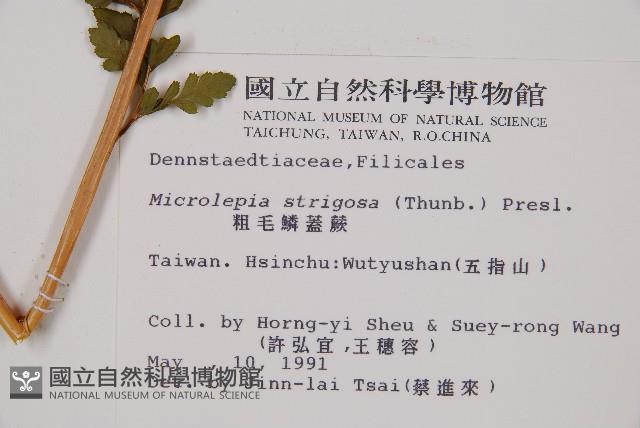 國立自然科學博物館
NATIONAL MUSEUM OF NATURAL SCIENCE
TAICHUNG, TAIWAN, R.O.CHINA
Dennstaedtiaceae,Filicales
Microlepia strigosa (Thunb.) Presl.
粗毛鱗蓋蕨
Taiwan. Hsinchu:Wutyushan(五指山)
Coll. by Horng-yi Sheu & Suey-rong Wang
(許弘宜,王穗容)
May 10, 1991
Det. by Jinn-lai Tsai(蔡進來)
國立自然科學博物館
NATIONAL MUSEUM OF NATURAL SCIENCE